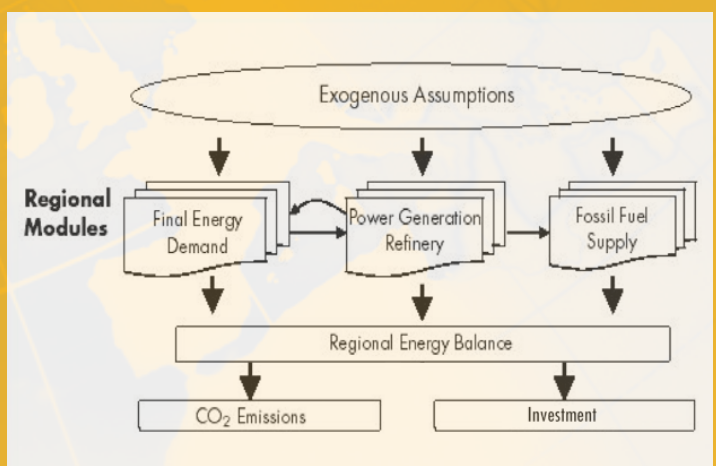 Exogenous Assumptions
Regional
Modules
Final Energy
Demand
Power Generation
Refinery
Fossil Fuel
Supply
Regional Energy Balance
CO₂ Emissions
Investment